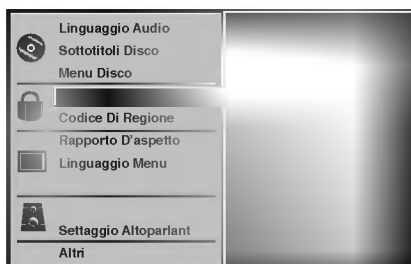 Linguaggio Audio
Sottotitoli Disco
Menu Disco
Codice Di Regione
Rapporto D'aspetto
Linguaggio Menu
Settaggio Altoparlant
Altri